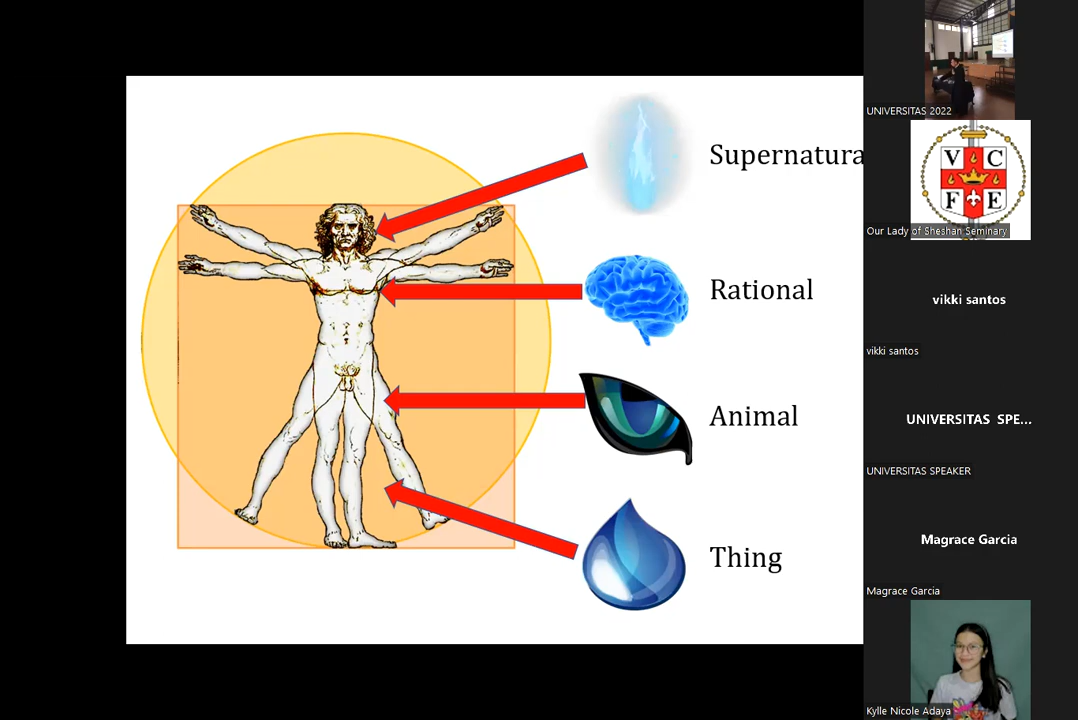 Supernatura
Rational
Animal
Thing
UNIVERSITAS 2022
V C
F E
Our Lady of Sheshan Seminary
vikki santos
vikki santos
UNIVERSITAS SPE...
UNIVERSITAS SPEAKER
Magrace Garcia
Magrace Garcia
Kylle Nicole Adaya